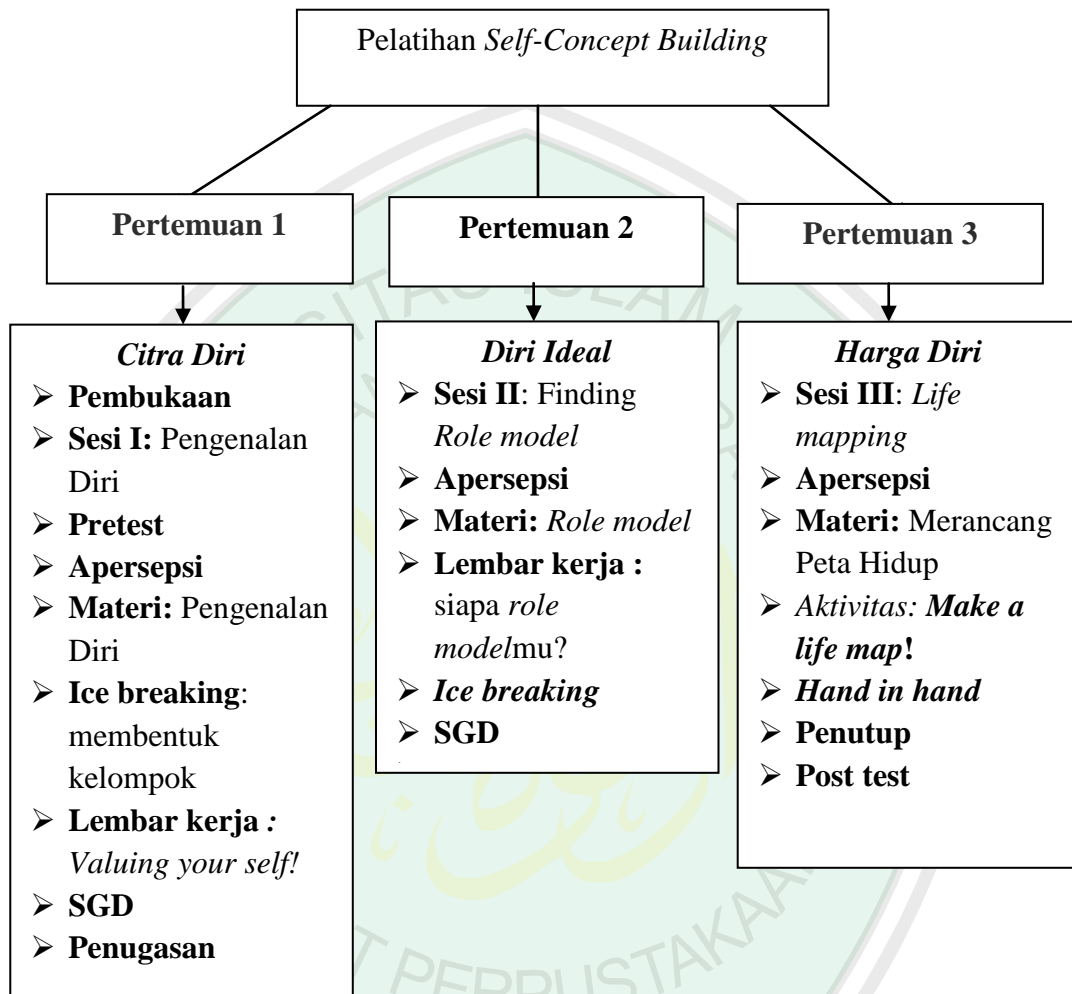 Pelatihan Self-Concept Building
Pertemuan 1
Pertemuan 2
Pertemuan 3
Citra Diri
➢ Pembukaan
➢ Sesi I: Pengenalan
Diri
➢ Pretest
➢ Apersepsi
➢ Materi: Pengenalan
Diri
➢ Ice breaking:
membentuk
kelompok
➢ Lembar kerja :
Valuing your self!
➢ SGD
➢ Penugasan
Diri Ideal
➢ Sesi II: Finding
Role model
➢ Apersepsi
➢ Materi: Role model
➢ Lembar kerja :
siapa role
modelmu?
➢ Ice breaking
➢ SGD
Harga Diri
➢ Sesi III: Life
mapping
➢ Apersepsi
➢ Materi: Merancang
Peta Hidup
➢ Aktivitas: Make a
life map!
➢ Hand in hand
➢ Penutup
➢ Post test